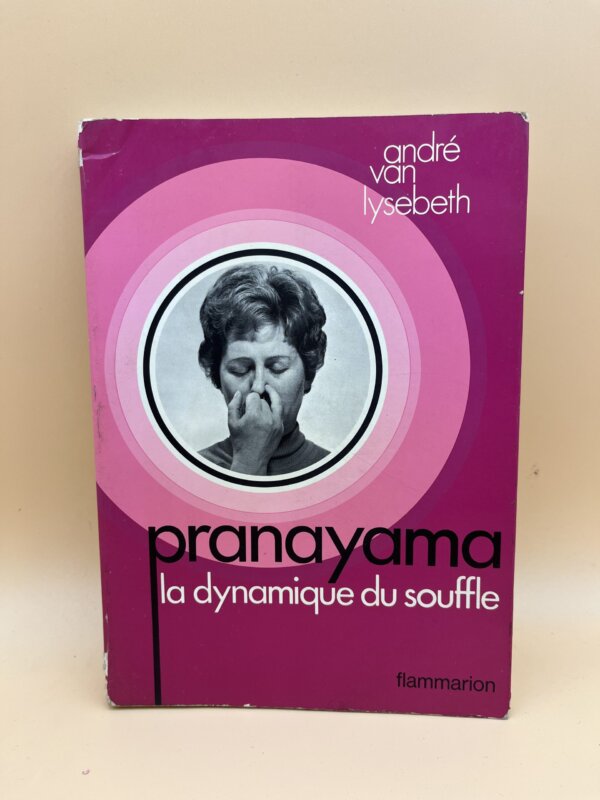 andré
van
lysebeth
pranayama
la dynamique du souffle
flammarion